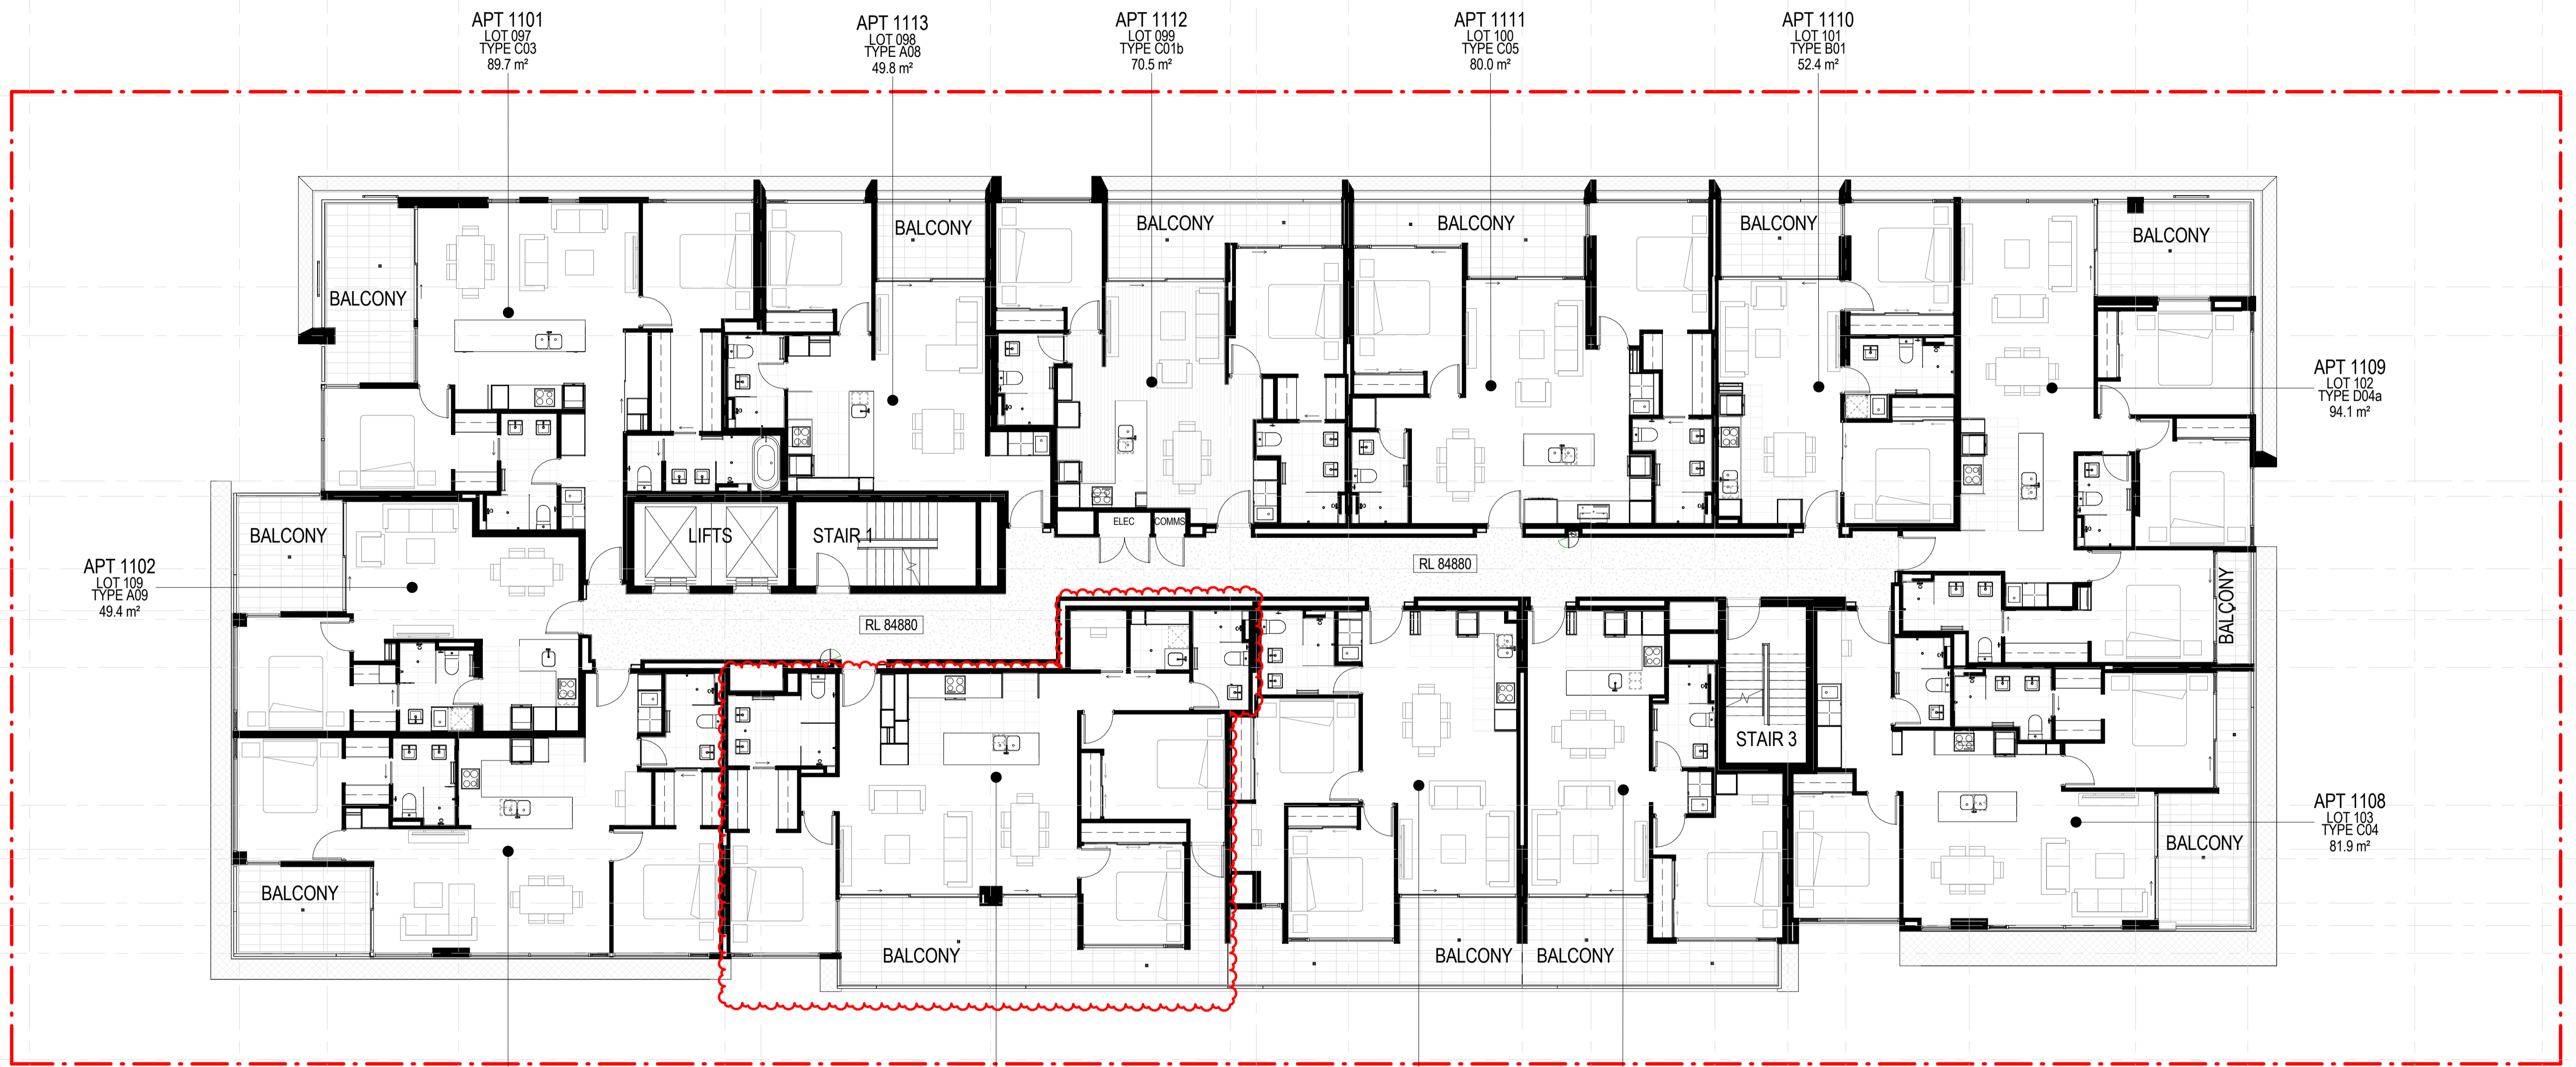 APT 1101
LOT 097
TYPE C03
89.7 m²
APT 1113
LOT 098
TYPE A08
49.8 m²
APT 1112
LOT 099
TYPE C01b
70.5 m²
APT 1111
LOT 100
TYPE C05
80.0 m²
APT 1110
LOT 101
TYPE B01
52.4 m²
BALCONY
BALCONY
BALCONY
BALCONY
BALCONY
BALCONY
APT 1109
LOT 102
TYPE D04a
94.1 m²
BALCONY
LIFTS
STAIR 1
ELEC
COMMS
RL 84880
APT 1102
LOT 109
TYPE A09
49.4 m²
RL 84880
BALCONY
STAIR 3
APT 1108
LOT 103
TYPE C04
81.9 m²
BALCONY
BALCONY
BALCONY
BALCONY
BALCONY